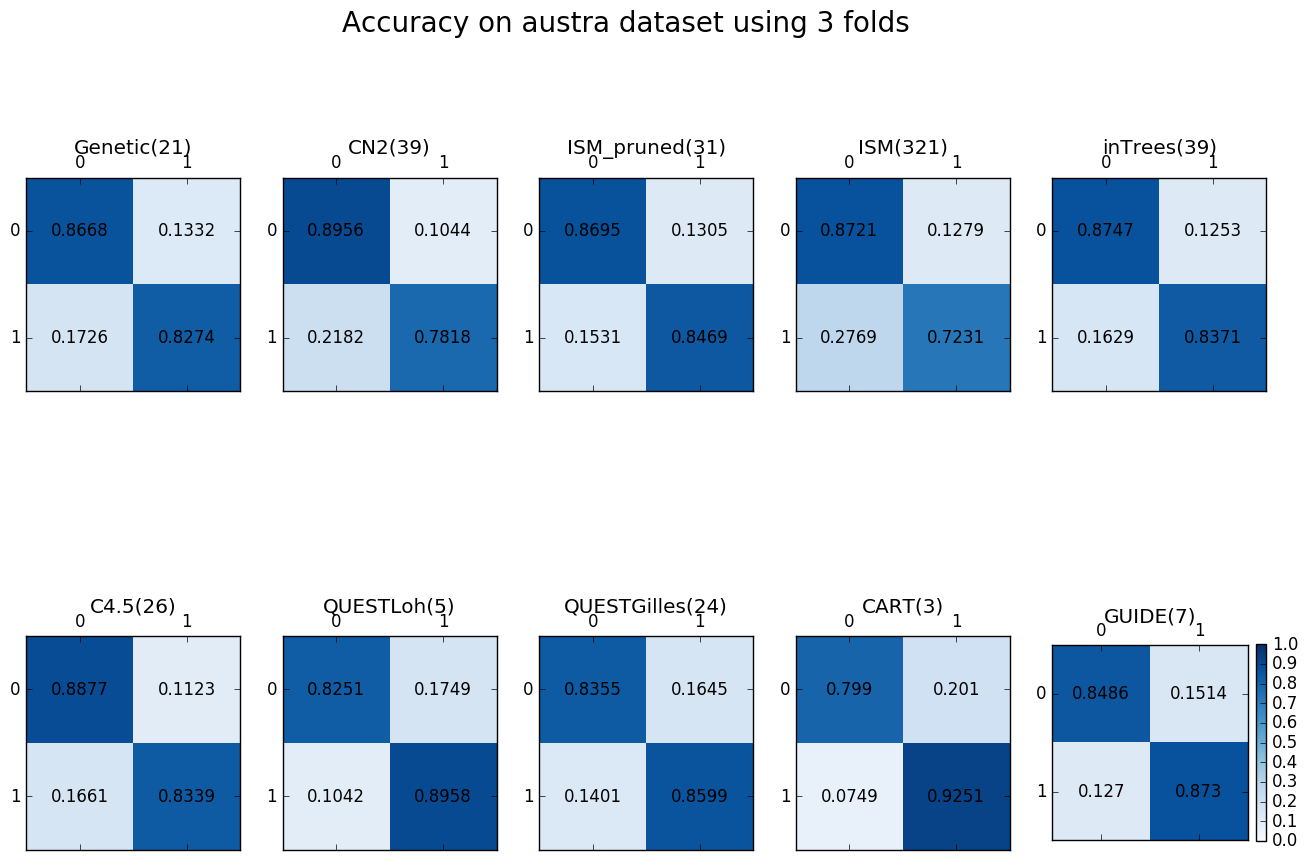 Accuracy on austra dataset using 3 folds
Genetic(21)
0 1
0 0.8668 0.1332
1 0.1726 0.8274
CN2(39)
0 1
0 0.8956 0.1044
1 0.2182 0.7818
ISM_pruned(31)
0 1
0 0.8695 0.1305
1 0.1531 0.8469
ISM(321)
0 1
0 0.8721 0.1279
1 0.2769 0.7231
inTrees(39)
0 1
0 0.8747 0.1253
1 0.1629 0.8371
C4.5(26)
0 1
0 0.8877 0.1123
1 0.1661 0.8339
QUESTLoh(5)
0 1
0 0.8251 0.1749
1 0.1042 0.8958
QUESTGilles(24)
0 1
0 0.8355 0.1645
1 0.1401 0.8599
CART(3)
0 1
0 0.799 0.201
1 0.0749 0.9251
GUIDE(7)
0 1
0 0.8486 0.1514
1 0.127 0.873
1.0
0.9
0.8
0.7
0.6
0.5
0.4
0.3
0.2
0.1
0.0